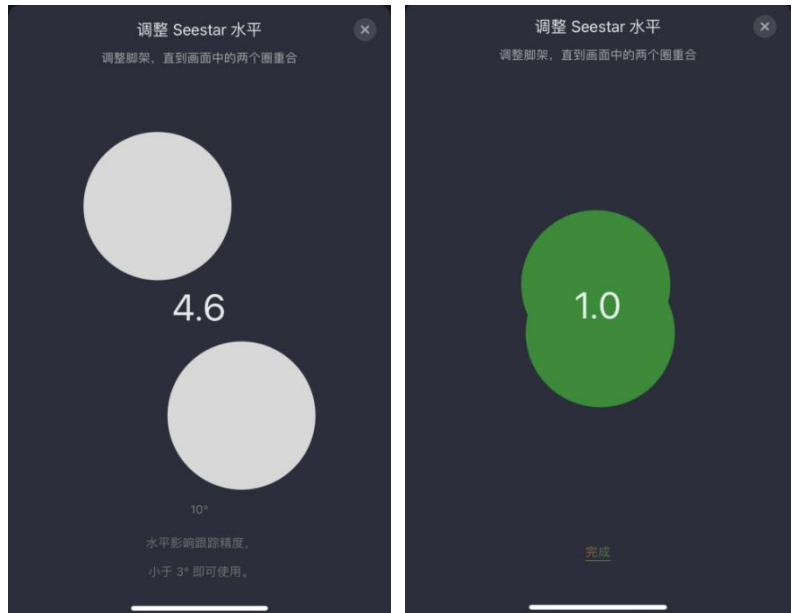 调整 Seestar 水平
调整脚架，直到画面中的两个圈重合
4.6
10°
水平影响跟踪精度，
小于 3° 即可使用。
调整 Seestar 水平
调整脚架，直到画面中的两个圈重合
1.0
完成